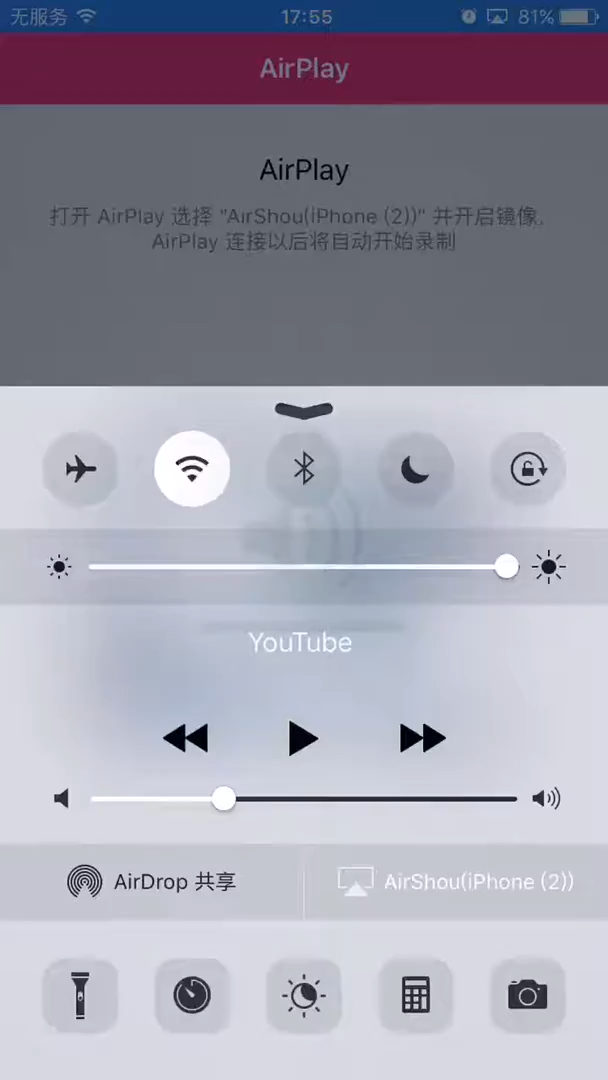 无服务 17:55 81%
AirPlay
AirPlay
打开 AirPlay 选择 "AirShou(iPhone (2))" 并开启镜像,
AirPlay 连接以后将自动开始录制
YouTube
AirDrop 共享 AirShou(iPhone (2))